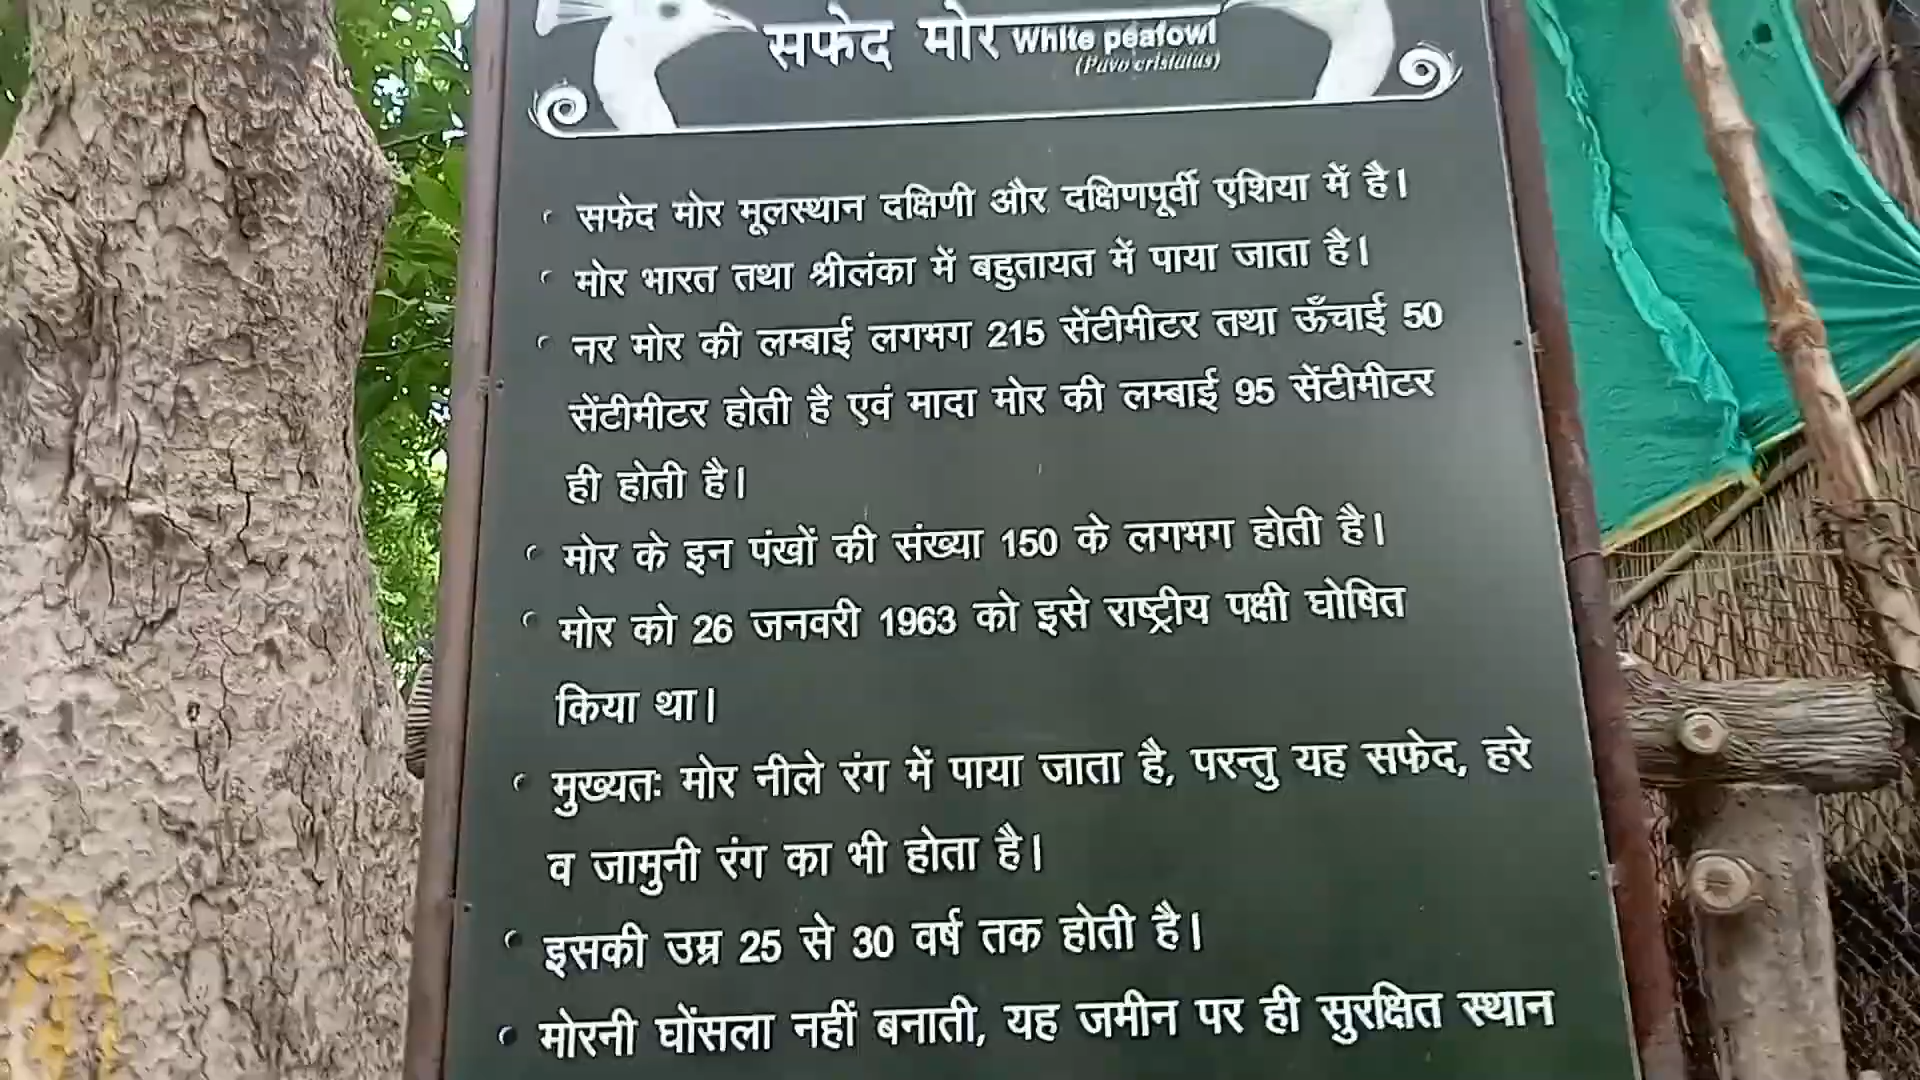 सफेद मोर White peafowl
(Pavo cristatus)
सफेद मोर मूलस्थान दक्षिणी और दक्षिणपूर्वी एशिया में है।
मोर भारत तथा श्रीलंका में बहुतायत में पाया जाता है।
नर मोर की लम्बाई लगभग 215 सेंटीमीटर तथा ऊँचाई 50
सेंटीमीटर होती है एवं मादा मोर की लम्बाई 95 सेंटीमीटर
ही होती है।
मोर के इन पंखों की संख्या 150 के लगभग होती है।
मोर को 26 जनवरी 1963 को इसे राष्ट्रीय पक्षी घोषित
किया था।
मुख्यतः मोर नीले रंग में पाया जाता है, परन्तु यह सफेद, हरे
व जामुनी रंग का भी होता है।
इसकी उम्र 25 से 30 वर्ष तक होती है।
मोरनी घोंसला नहीं बनाती, यह जमीन पर ही सुरक्षित स्थान